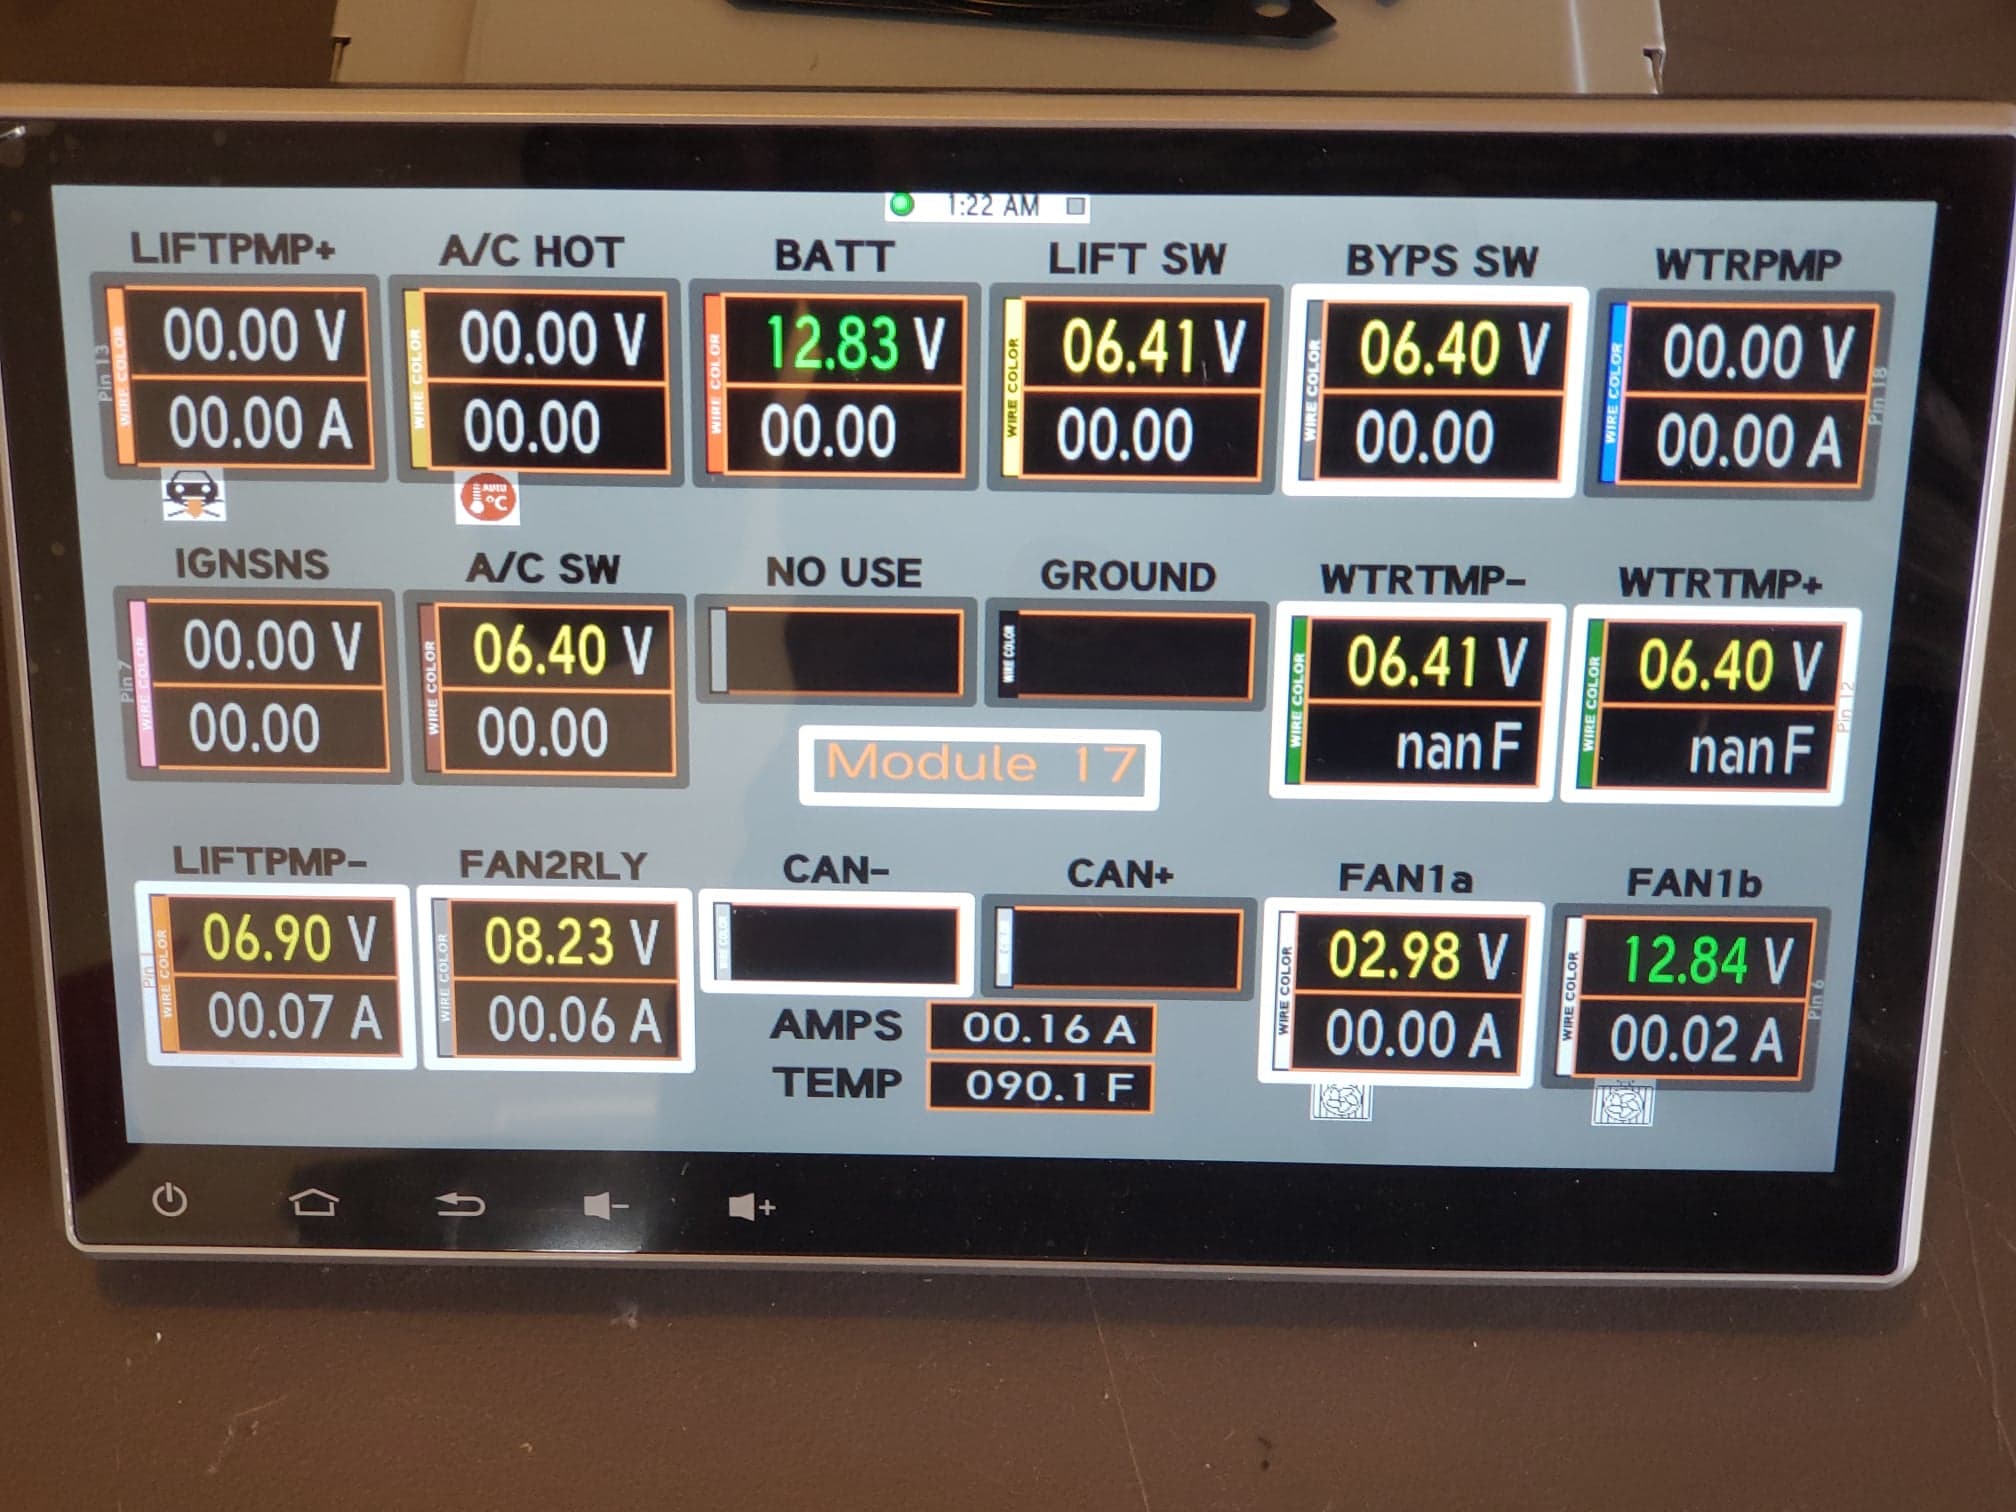 1:22 AM
LIFTPMP+ A/C HOT BATT LIFT SW BYPS SW WTRPMP
Pin 13 WIRE COLOR 00.00 V WIRE COLOR 00.00 V WIRE COLOR 12.83 V WIRE COLOR 06.41 V WIRE COLOR 06.40 V WIRE COLOR 00.00 V Pin 18
00.00 A 00.00 00.00 00.00 00.00 00.00 A
AUTO
°C
IGNSNS A/C SW NO USE GROUND WTRTMP- WTRTMP+
Pin 7 WIRE COLOR 00.00 V WIRE COLOR 06.40 V WIRE COLOR WIRE COLOR 06.41 V WIRE COLOR 06.40 V Pin 12
00.00 00.00 nan F nan F
Module 17
LIFTPMP- FAN2RLY CAN- CAN+ FAN1a FAN1b
Pin WIRE COLOR 06.90 V WIRE COLOR 08.23 V WIRE COLOR WIRE COLOR 02.98 V WIRE COLOR 12.84 V Pin 6
00.07 A 00.06 A 00.00 A 00.02 A
AMPS 00.16 A
TEMP 090.1 F